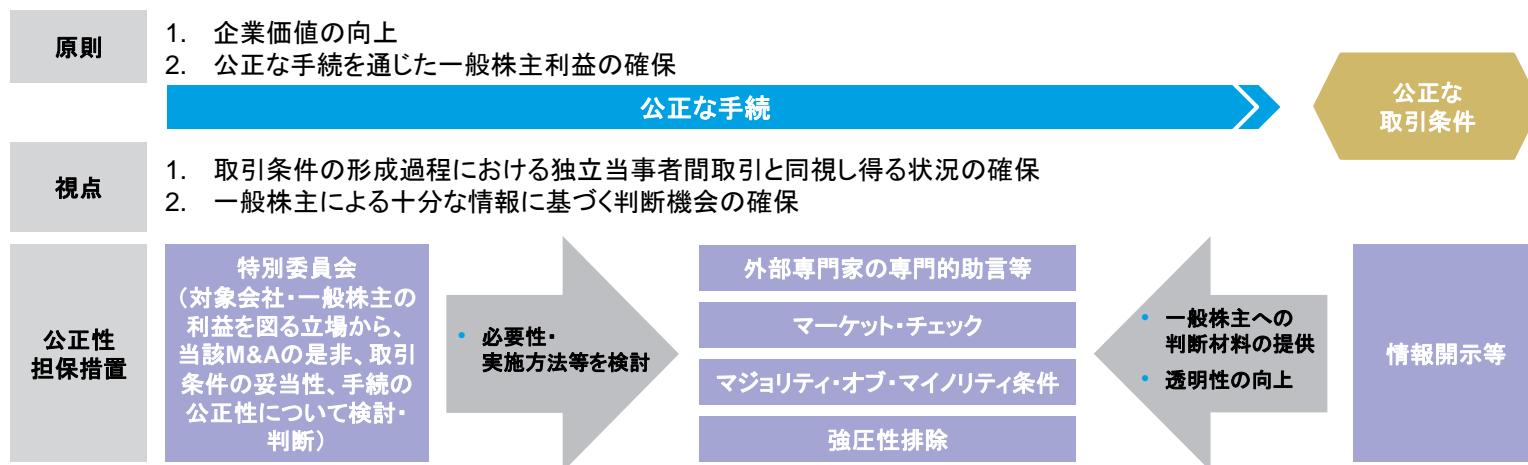 原則
1. 企業価値の向上
2. 公正な手続を通じた一般株主利益の確保
公正な手続
公正な
取引条件
視点
1. 取引条件の形成過程における独立当事者間取引と同視し得る状況の確保
2. 一般株主による十分な情報に基づく判断機会の確保
公正性
担保措置
特別委員会
（対象会社・一般株主の
利益を図る立場から、
当該M&Aの是非、取引
条件の妥当性、手続の
公正性について検討・
判断）
• 必要性・
実施方法等を検討
外部専門家の専門的助言等
マーケット・チェック
マジョリティ・オブ・マイノリティ条件
強圧性排除
• 一般株主への
判断材料の提供
• 透明性の向上
情報開示等